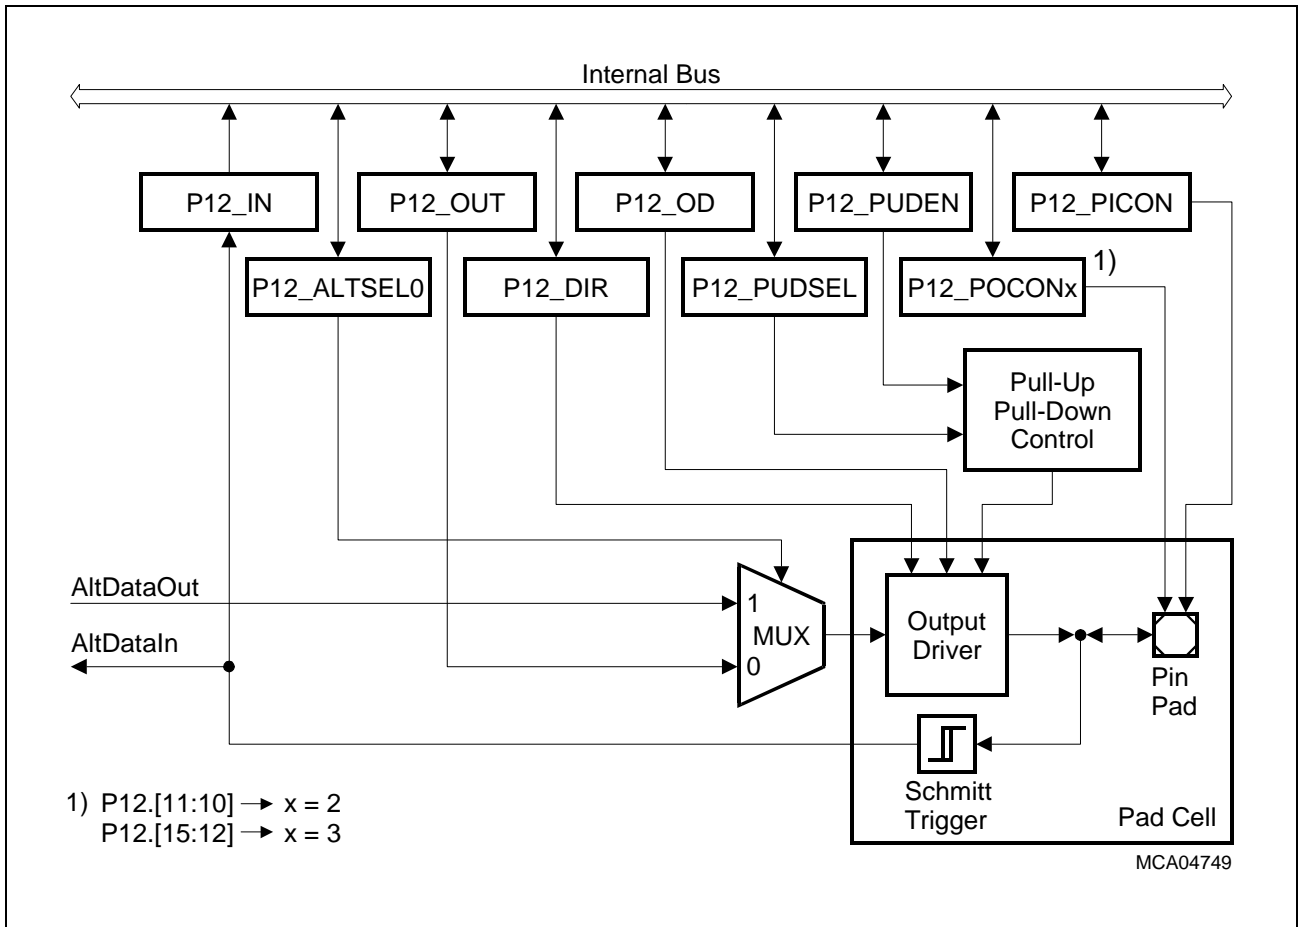 Internal Bus
P12_IN
P12_OUT
P12_OD
P12_PUDEN
P12_PICON
P12_ALTSEL0
P12_DIR
P12_PUDSEL
P12_POCONx
1)
Pull-Up
Pull-Down
Control
AltDataOut
AltDataIn
1
MUX
0
Output
Driver
Pin
Pad
Schmitt
Trigger
Pad Cell
1) P12.[11:10] → x = 2
P12.[15:12] → x = 3
MCA04749